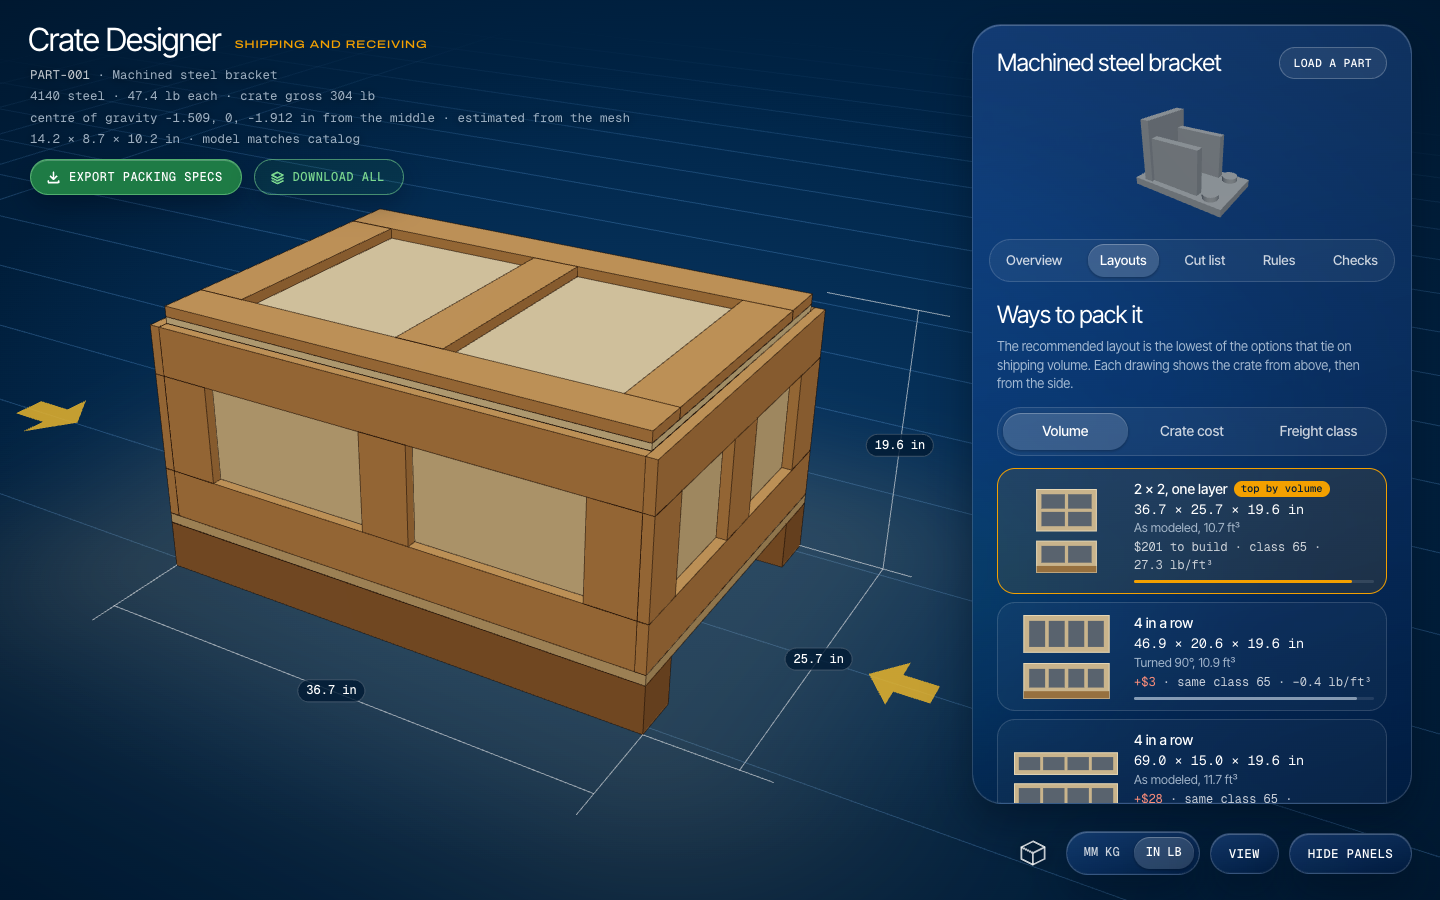 Crate Designer SHIPPING AND RECEIVING
PART-001 · Machined steel bracket
4140 steel · 47.4 lb each · crate gross 304 lb
centre of gravity -1.509, 0, -1.912 in from the middle · estimated from the mesh
14.2 × 8.7 × 10.2 in · model matches catalog
EXPORT PACKING SPECS
DOWNLOAD ALL
19.6 in
25.7 in
36.7 in
Machined steel bracket
LOAD A PART
Overview Layouts Cut list Rules Checks
Ways to pack it
The recommended layout is the lowest of the options that tie on
shipping volume. Each drawing shows the crate from above, then
from the side.
Volume Crate cost Freight class
2 × 2, one layer top by volume
36.7 × 25.7 × 19.6 in
As modeled, 10.7 ft³
$201 to build · class 65 ·
27.3 lb/ft³
4 in a row
46.9 × 20.6 × 19.6 in
Turned 90°, 10.9 ft³
+$3 · same class 65 · −0.4 lb/ft³
4 in a row
69.0 × 15.0 × 19.6 in
As modeled, 11.7 ft³
+$28 · same class 65 ·
MM KG IN LB
VIEW
HIDE PANELS